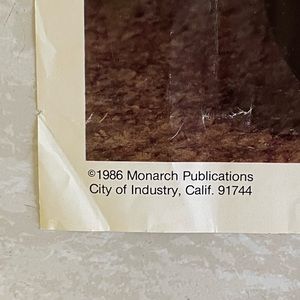 ©1986 Monarch Publications
City of Industry, Calif. 91744